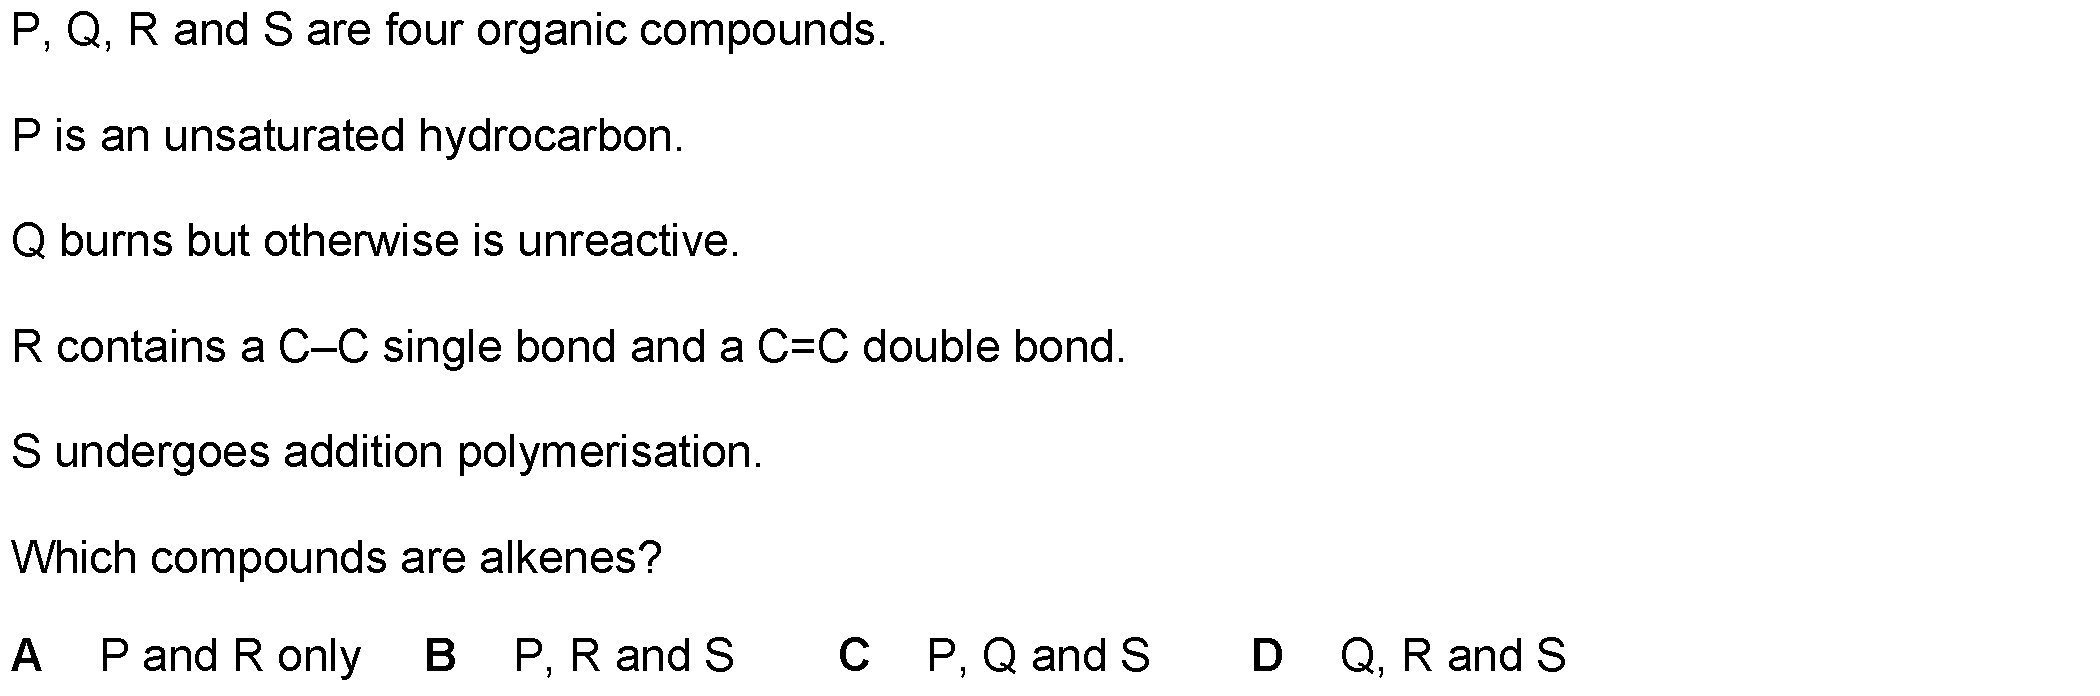 P, Q, R and S are four organic compounds.
P is an unsaturated hydrocarbon.
Q burns but otherwise is unreactive.
R contains a C–C single bond and a C=C double bond.
S undergoes addition polymerisation.
Which compounds are alkenes?
A P and R only B P, R and S C P, Q and S D Q, R and S